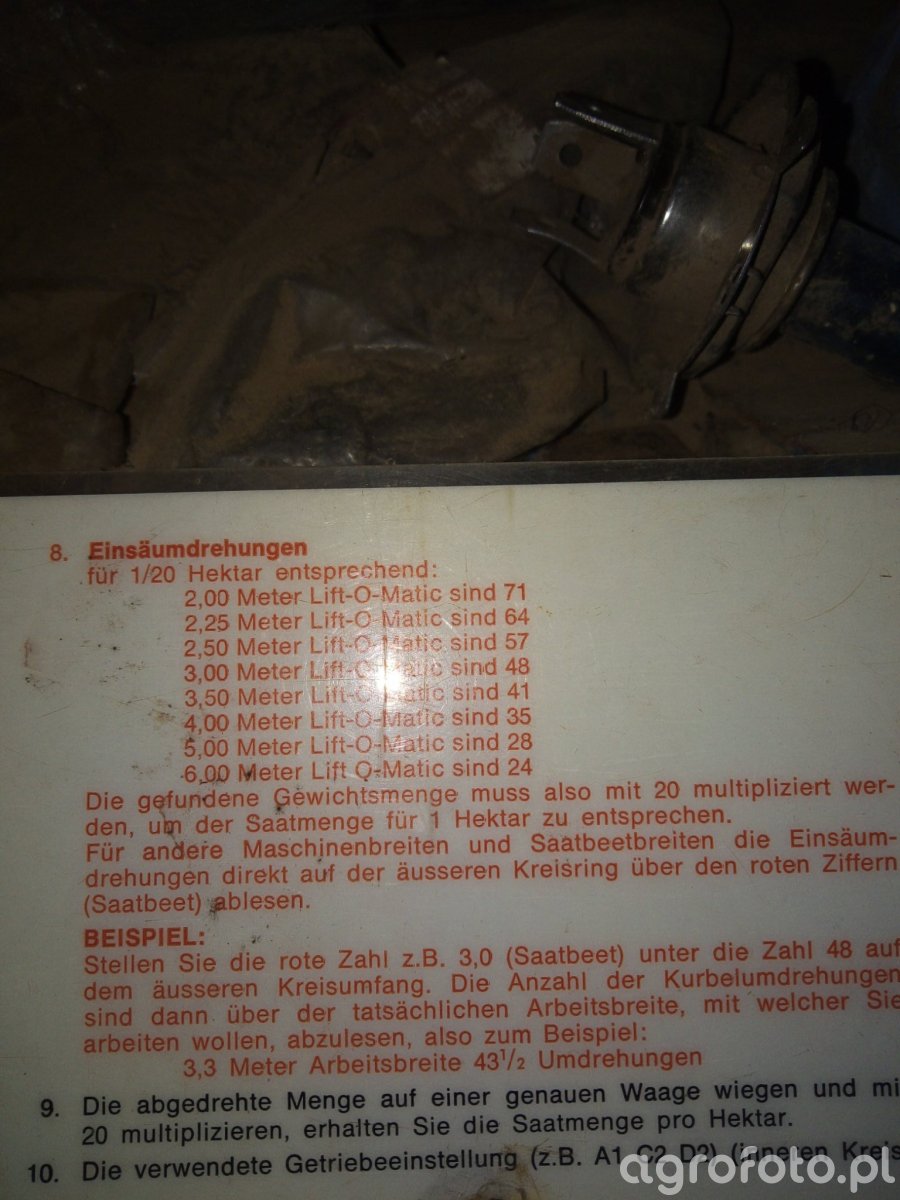 8. Einsäumdrehungen
für 1/20 Hektar entsprechend:
2,00 Meter Lift-O-Matic sind 71
2,25 Meter Lift-O-Matic sind 64
2,50 Meter Lift-O-Matic sind 57
3,00 Meter Lift-O-Matic sind 48
3,50 Meter Lift-O-Matic sind 41
4,00 Meter Lift-O-Matic sind 35
5,00 Meter Lift-O-Matic sind 28
6,00 Meter Lift O-Matic sind 24
Die gefundene Gewichtsmenge muss also mit 20 multipliziert wer-
den, um der Saatmenge für 1 Hektar zu entsprechen.
Für andere Maschinenbreiten und Saatbeetbreiten die Einsäum-
drehungen direkt auf der äusseren Kreisring über den roten Ziffern
(Saatbeet) ablesen.
BEISPIEL:
Stellen Sie die rote Zahl z.B. 3,0 (Saatbeet) unter die Zahl 48 auf
dem äusseren Kreisumfang. Die Anzahl der Kurbelumdrehungen
sind dann über der tatsächlichen Arbeitsbreite, mit welcher Sie
arbeiten wollen, abzulesen, also zum Beispiel:
3,3 Meter Arbeitsbreite 43 1/2 Umdrehungen
9. Die abgedrehte Menge auf einer genauen Waage wiegen und mi
20 multiplizieren, erhalten Sie die Saatmenge pro Hektar.
10. Die verwendete Getriebeeinstellung (z.B. A1 C2 D2) (inneren Kreis
agrofoto.pl